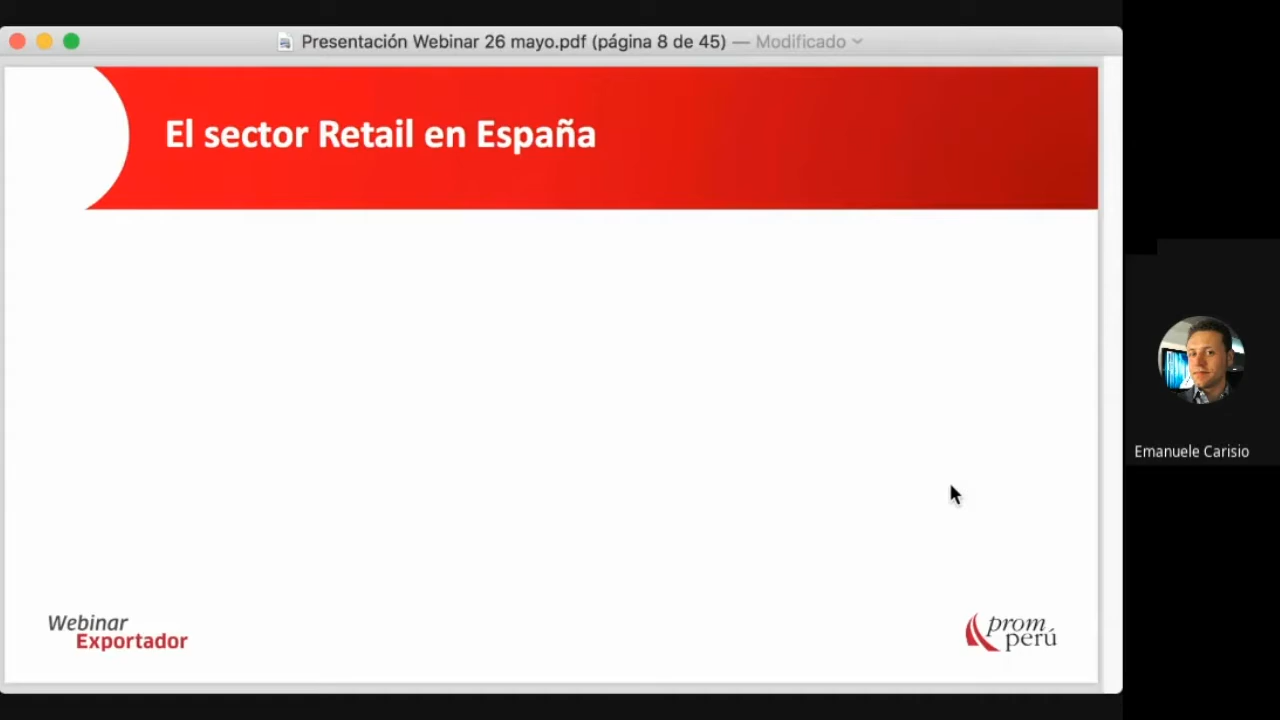 Presentación Webinar 26 mayo.pdf (página 8 de 45) — Modificado
El sector Retail en España
Emanuele Carisio
Webinar
Exportador
prom
perú